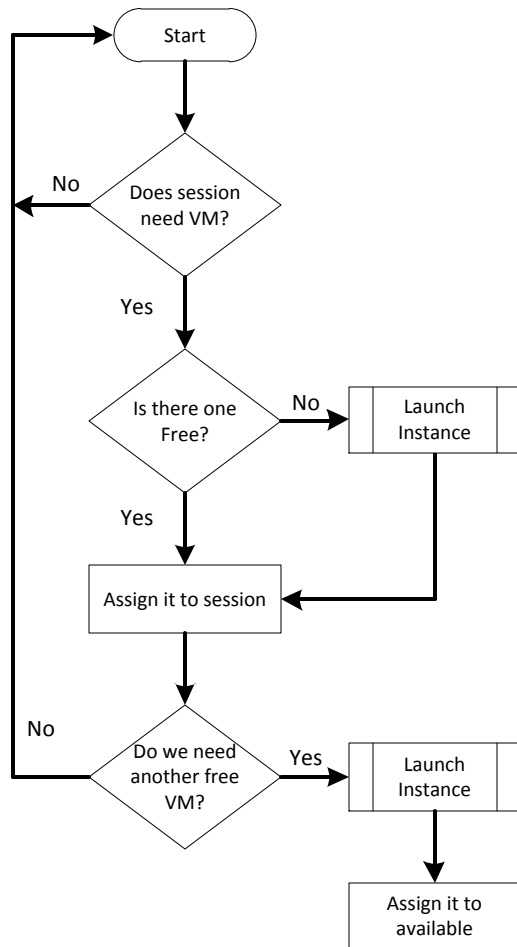 Start
No
Does session
need VM?
Yes
Is there one
Free?
No
Launch
Instance
Yes
Assign it to session
No
Do we need
another free
VM?
Yes
Launch
Instance
Assign it to
available